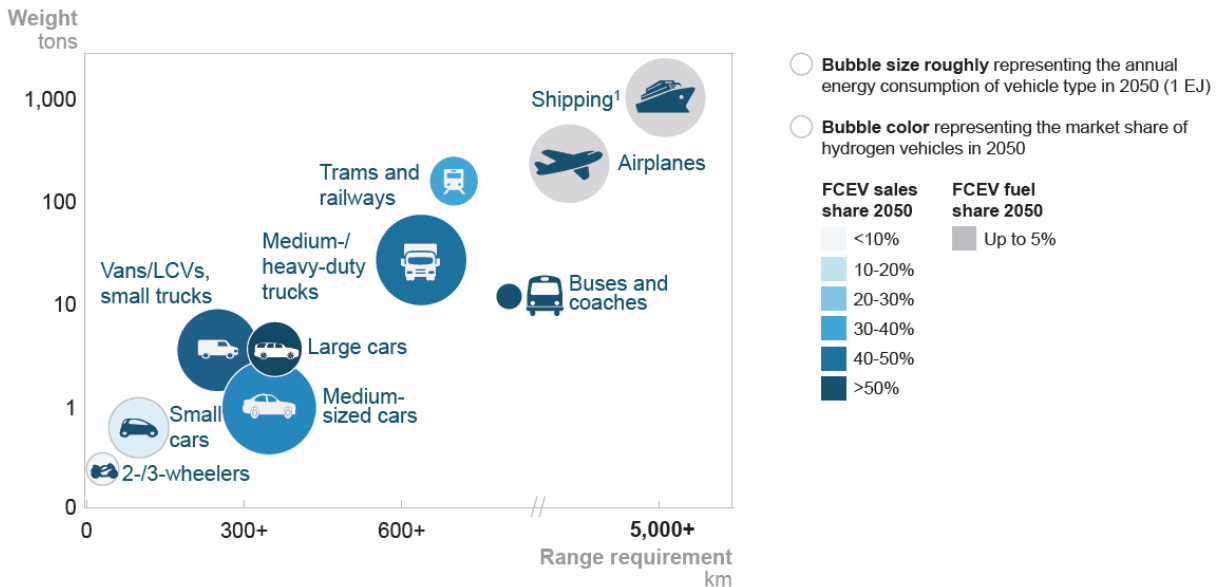 Weight
tons
1,000
100
10
1
0
Shipping¹
Airplanes
Trams and
railways
Medium-/
heavy-duty
trucks
Buses and
coaches
Vans/LCVs,
small trucks
Large cars
Medium-
sized cars
Small
cars
2-/3-wheelers
0
300+
600+
//
5,000+
Range requirement
km
Bubble size roughly representing the annual
energy consumption of vehicle type in 2050 (1 EJ)
Bubble color representing the market share of
hydrogen vehicles in 2050
FCEV sales
share 2050
<10%
10-20%
20-30%
30-40%
40-50%
>50%
FCEV fuel
share 2050
Up to 5%